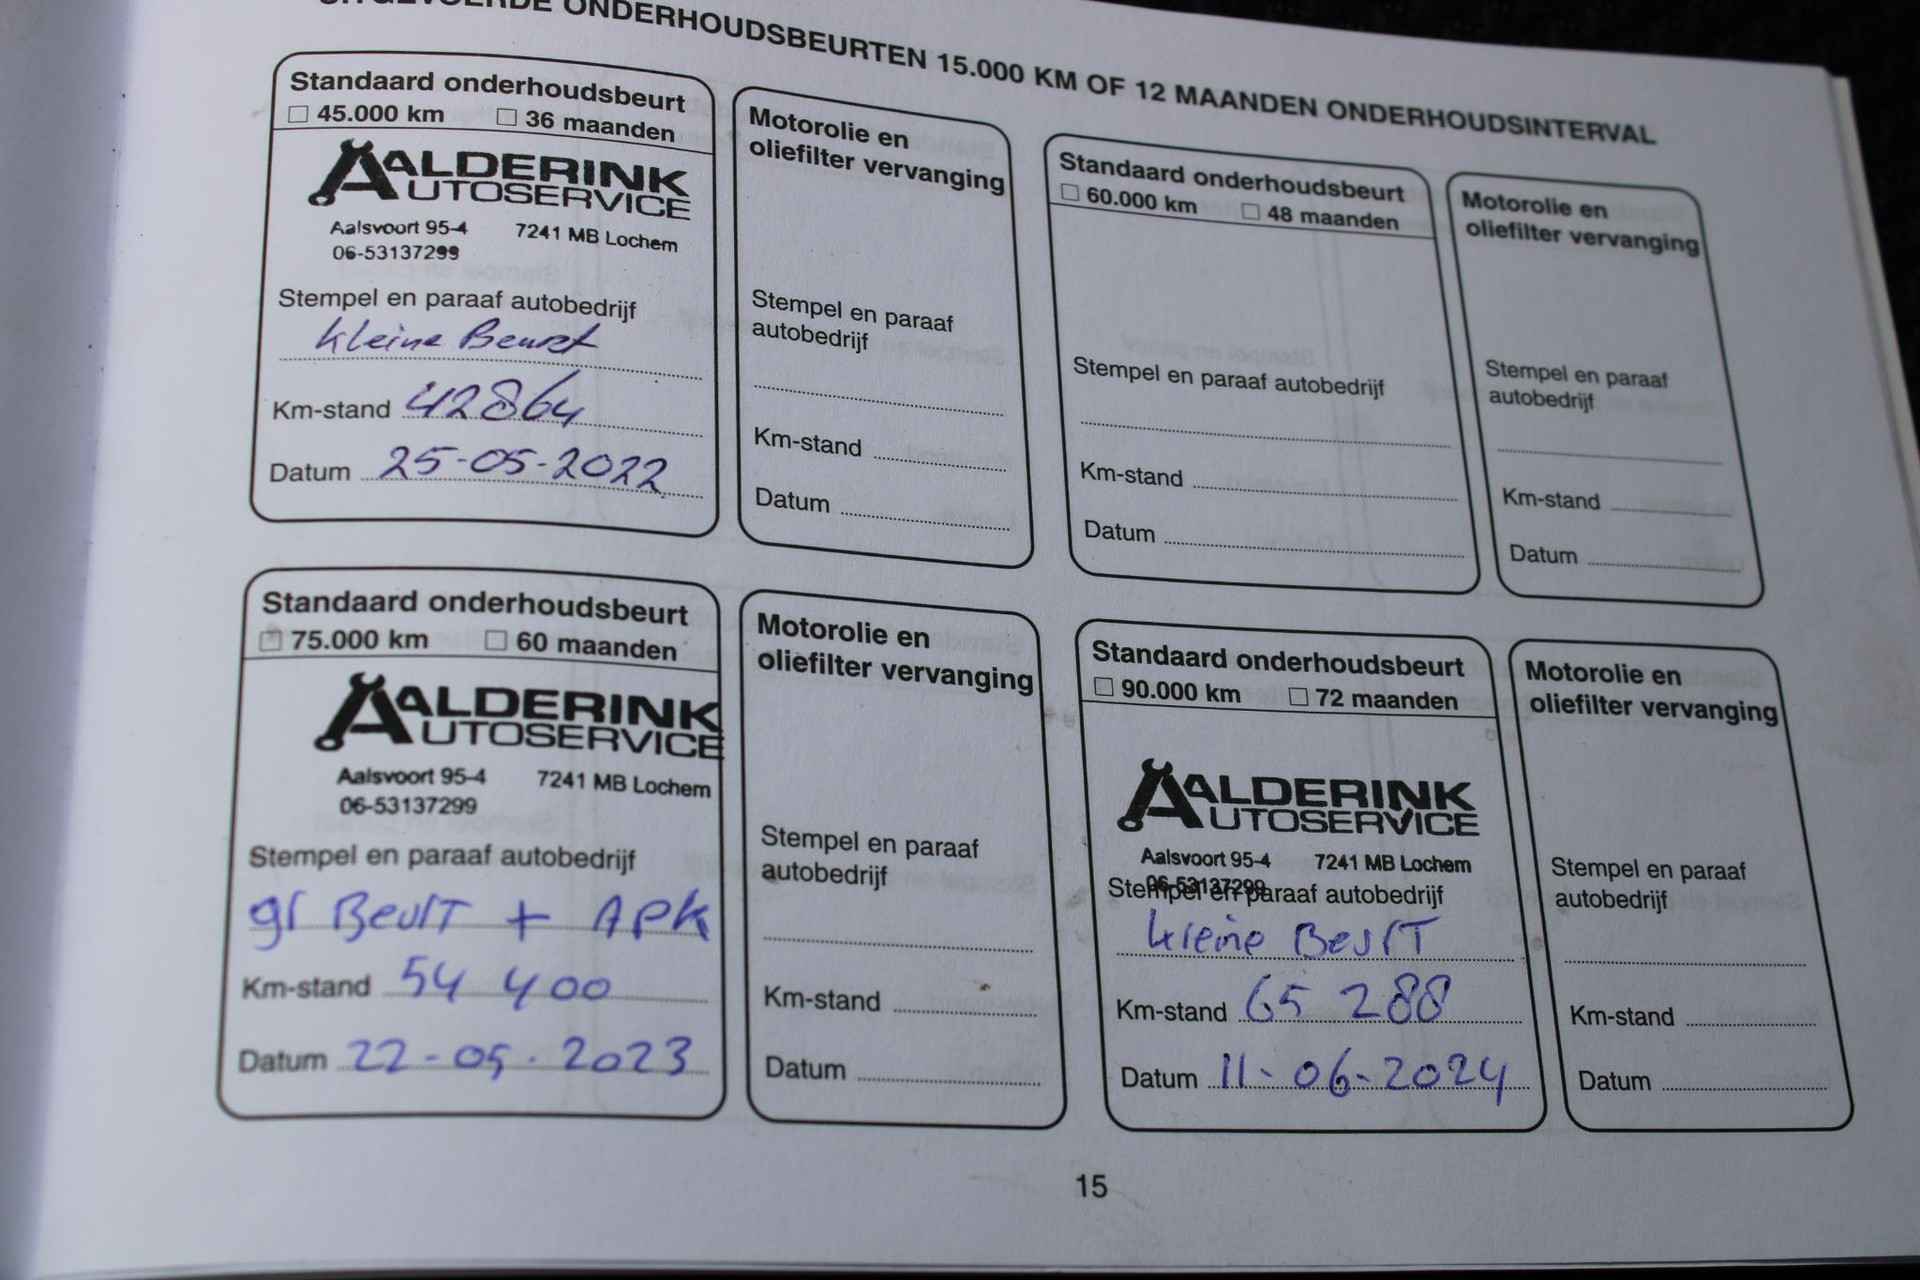 UITGEVOERDE ONDERHOUDSBEURTEN 15.000 KM OF 12 MAANDEN ONDERHOUDSINTERVAL
Standaard onderhoudsbeurt
45.000 km 36 maanden
AALDERINK
AUTOSERVICE
Aalsvoort 95-4 7241 MB Lochem
06-53137299
Stempel en paraaf autobedrijf
kleine Beurt
Km-stand 42864
Datum 25-05-2022
Motorolie en
oliefilter vervanging
Stempel en paraaf
autobedrijf
Km-stand
Datum
Standaard onderhoudsbeurt
60.000 km 48 maanden
Stempel en paraaf autobedrijf
Km-stand
Datum
Motorolie en
oliefilter vervanging
Stempel en paraaf
autobedrijf
Km-stand
Datum
Standaard onderhoudsbeurt
75.000 km 60 maanden
AALDERINK
AUTOSERVICE
Aalsvoort 95-4 7241 MB Lochem
06-53137299
Stempel en paraaf autobedrijf
gr Beurt + APK
Km-stand 54 400
Datum 22-05-2023
Motorolie en
oliefilter vervanging
Stempel en paraaf
autobedrijf
Km-stand
Datum
Standaard onderhoudsbeurt
90.000 km 72 maanden
AALDERINK
AUTOSERVICE
Aalsvoort 95-4 7241 MB Lochem
06-53137299
Stempel en paraaf autobedrijf
kleine Beurt
Km-stand 65 288
Datum 11-06-2024
Motorolie en
oliefilter vervanging
Stempel en paraaf
autobedrijf
Km-stand
Datum
15